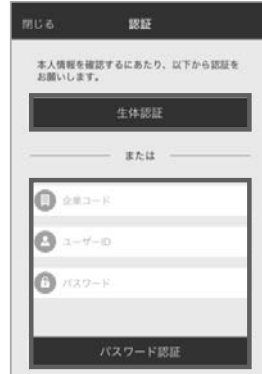 閉じる 認証
本人情報を確認するにあたり、以下から認証を
お願いします。
生体認証
または
企業コード
ユーザーID
パスワード
パスワード認証